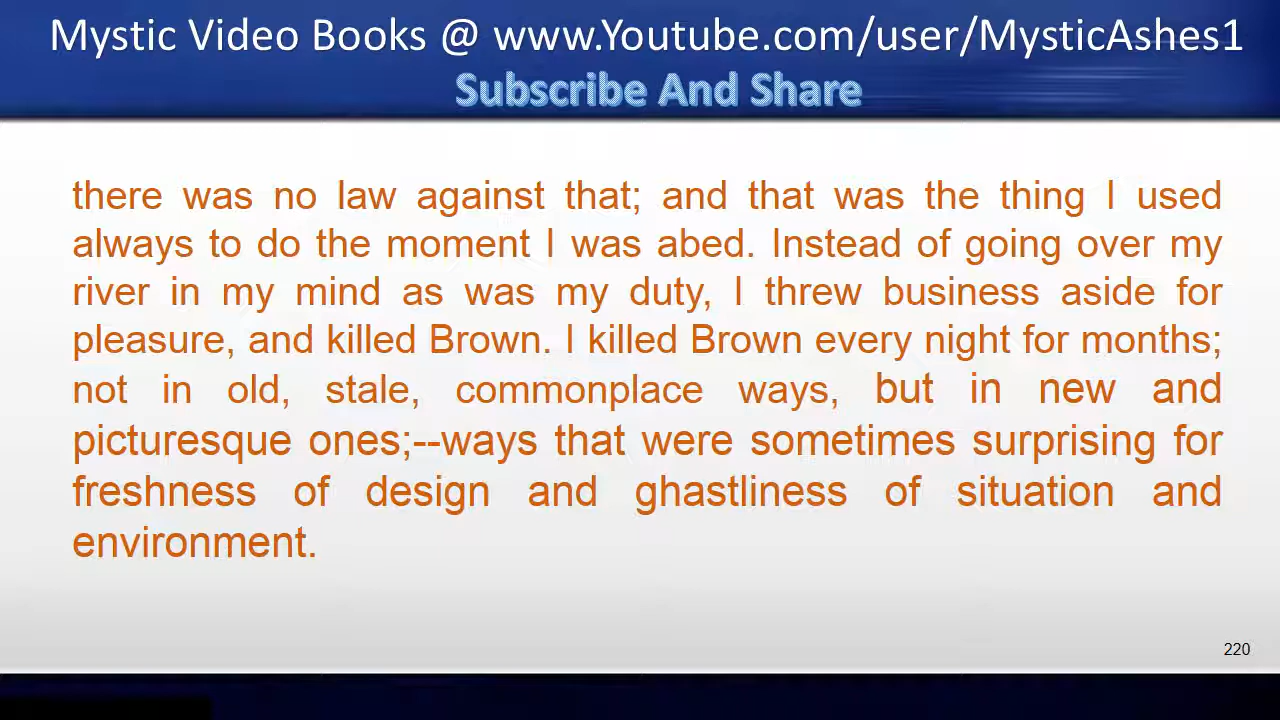 Mystic Video Books @ www.Youtube.com/user/MysticAshes1
Subscribe And Share
there was no law against that; and that was the thing I used
always to do the moment I was abed. Instead of going over my
river in my mind as was my duty, I threw business aside for
pleasure, and killed Brown. I killed Brown every night for months;
not in old, stale, commonplace ways, but in new and
picturesque ones;--ways that were sometimes surprising for
freshness of design and ghastliness of situation and
environment.
220